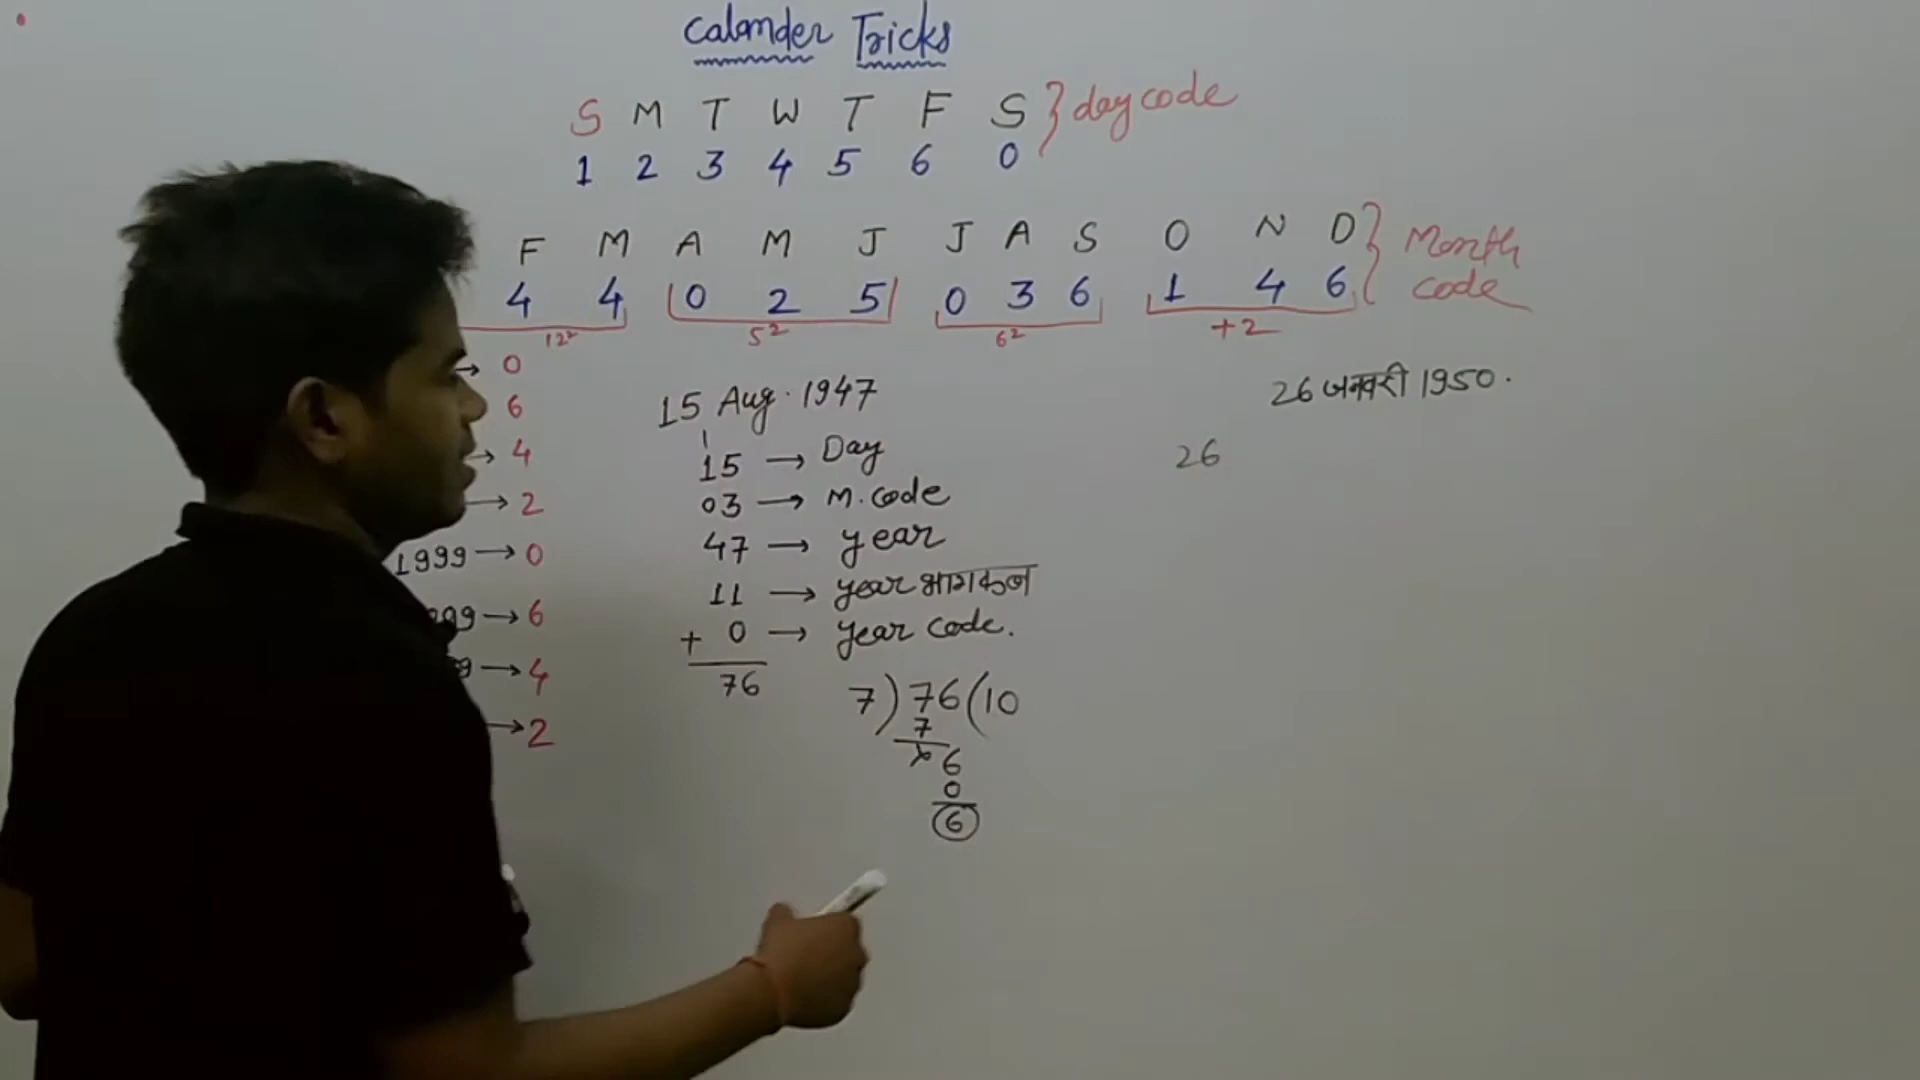 Calander Tricks
S M T W T F S } day code
1 2 3 4 5 6 0
F M A M J J A S O N D } Month code
4 4 0 2 5 0 3 6 1 4 6
12² 5² 6² +2
→ 0
6
→ 4
→ 2
1999 → 0
99 → 6
9 → 4
→ 2
15 Aug. 1947
15 → Day
03 → M. Code
47 → year
11 → year भागफल
+ 0 → year code.
76
7) 76 (10
7
× 6
0
6
26 जनवरी 1950.
26